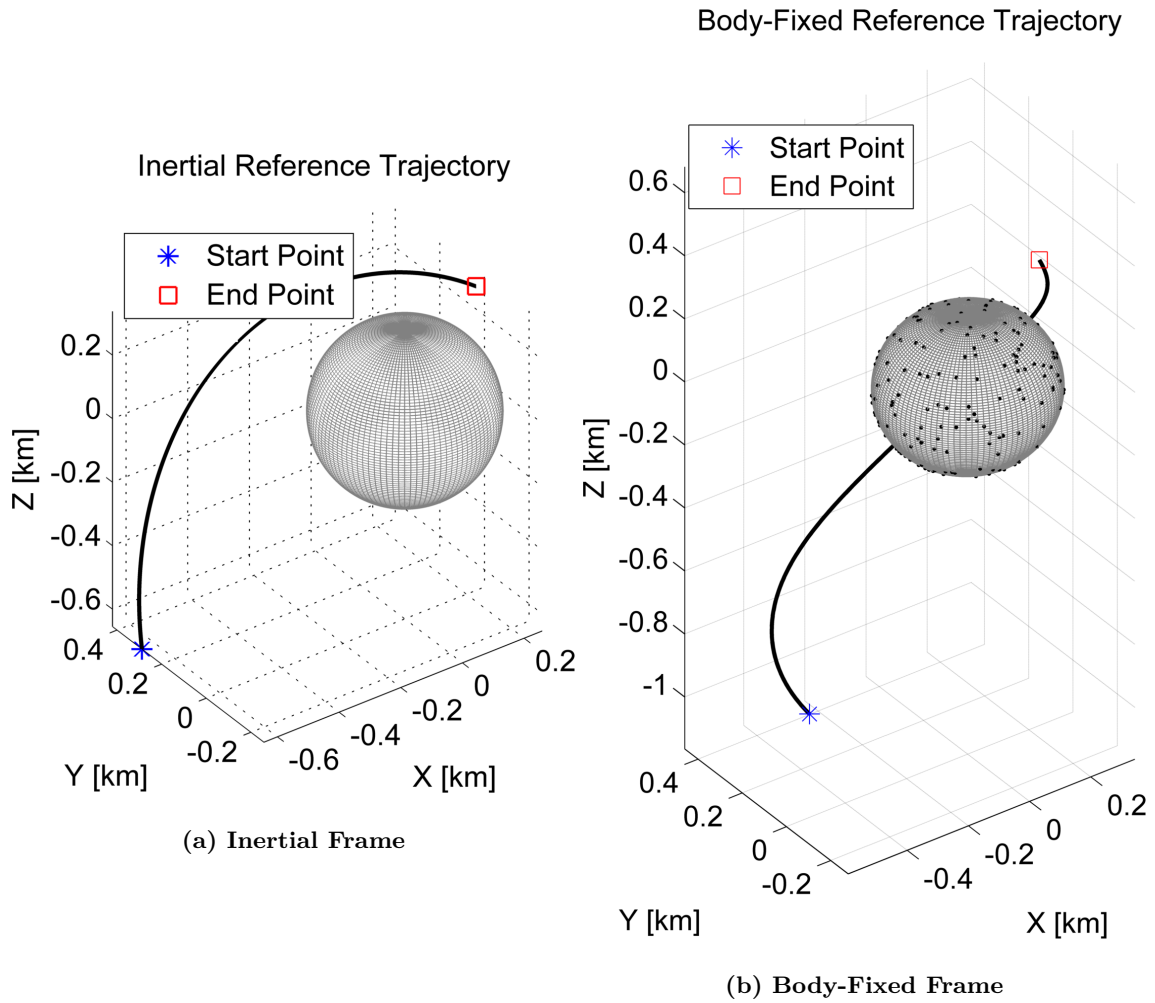 Inertial Reference Trajectory
Start Point
End Point
0.2
0
-0.2
-0.4
-0.6
Z [km]
0.4
0.2
0
-0.2
Y [km]
-0.6
-0.4
-0.2
0
0.2
X [km]
(a) Inertial Frame
Body-Fixed Reference Trajectory
Start Point
End Point
0.6
0.4
0.2
0
-0.2
-0.4
-0.6
-0.8
-1
Z [km]
0.4
0.2
0
-0.2
Y [km]
-0.4
-0.2
0
0.2
X [km]
(b) Body-Fixed Frame